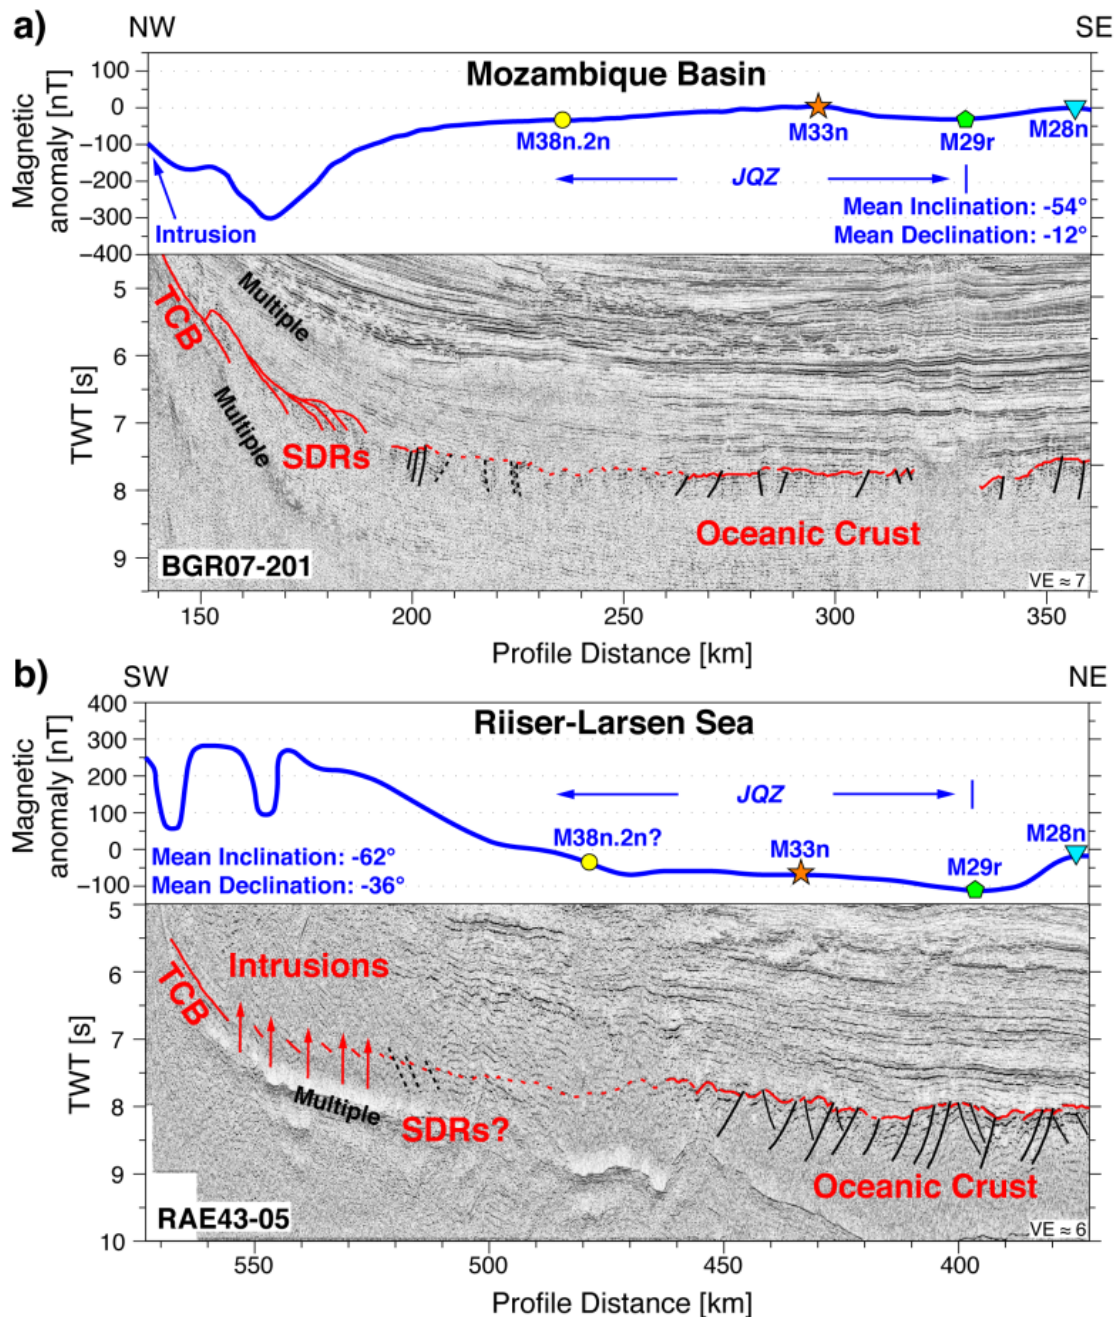 a)
NW
SE
Mozambique Basin
Magnetic
anomaly [nT]
100
0
−100
−200
−300
−400
M38n.2n
M33n
M29r
M28n
JQZ
Intrusion
Mean Inclination: -54°
Mean Declination: -12°
TWT [s]
5
6
7
8
9
TCB
Multiple
Multiple
SDRs
Oceanic Crust
BGR07-201
VE ≈ 7
150
200
250
300
350
Profile Distance [km]
b)
SW
NE
Riiser-Larsen Sea
Magnetic
anomaly [nT]
400
300
200
100
0
−100
JQZ
M38n.2n?
M33n
M29r
M28n
Mean Inclination: -62°
Mean Declination: -36°
TWT [s]
5
6
7
8
9
10
Intrusions
TCB
Multiple
SDRs?
Oceanic Crust
RAE43-05
VE ≈ 6
550
500
450
400
Profile Distance [km]